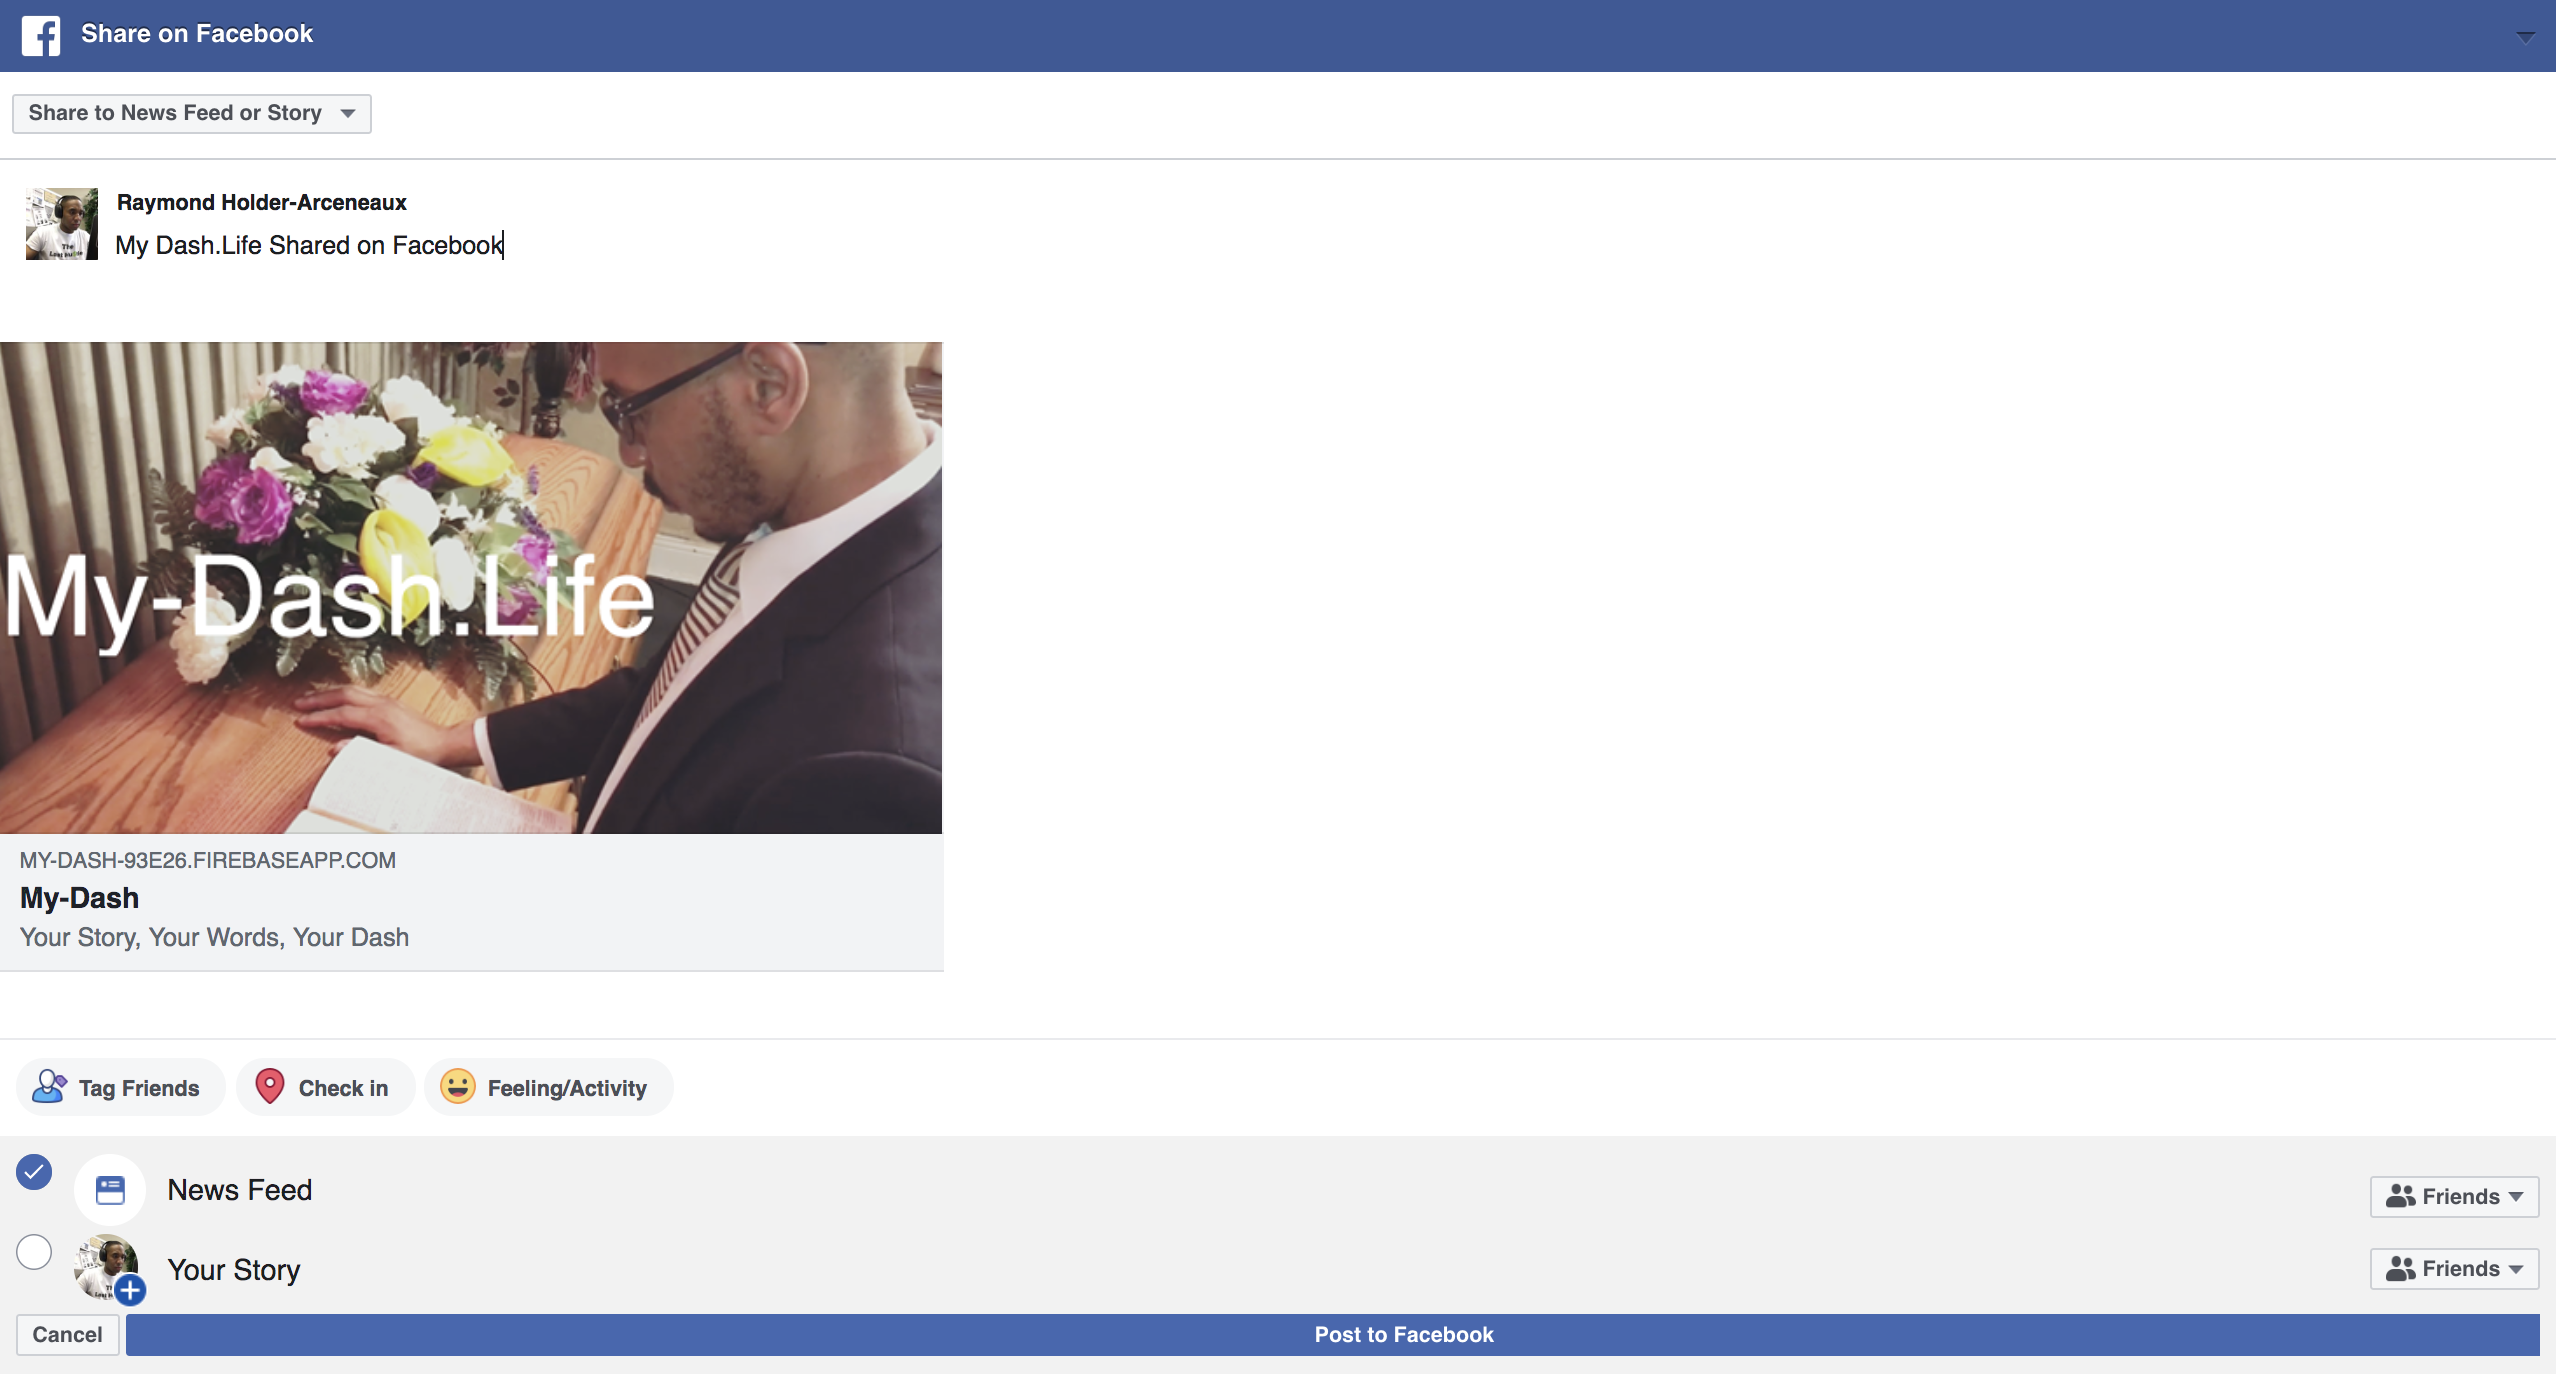 Share on Facebook
Share to News Feed or Story
Raymond Holder-Arceneaux
My Dash.Life Shared on Facebook
My-Dash.Life
MY-DASH-93E26.FIREBASEAPP.COM
My-Dash
Your Story, Your Words, Your Dash
Tag Friends
Check in
Feeling/Activity
News Feed
Friends
Your Story
Friends
Cancel
Post to Facebook